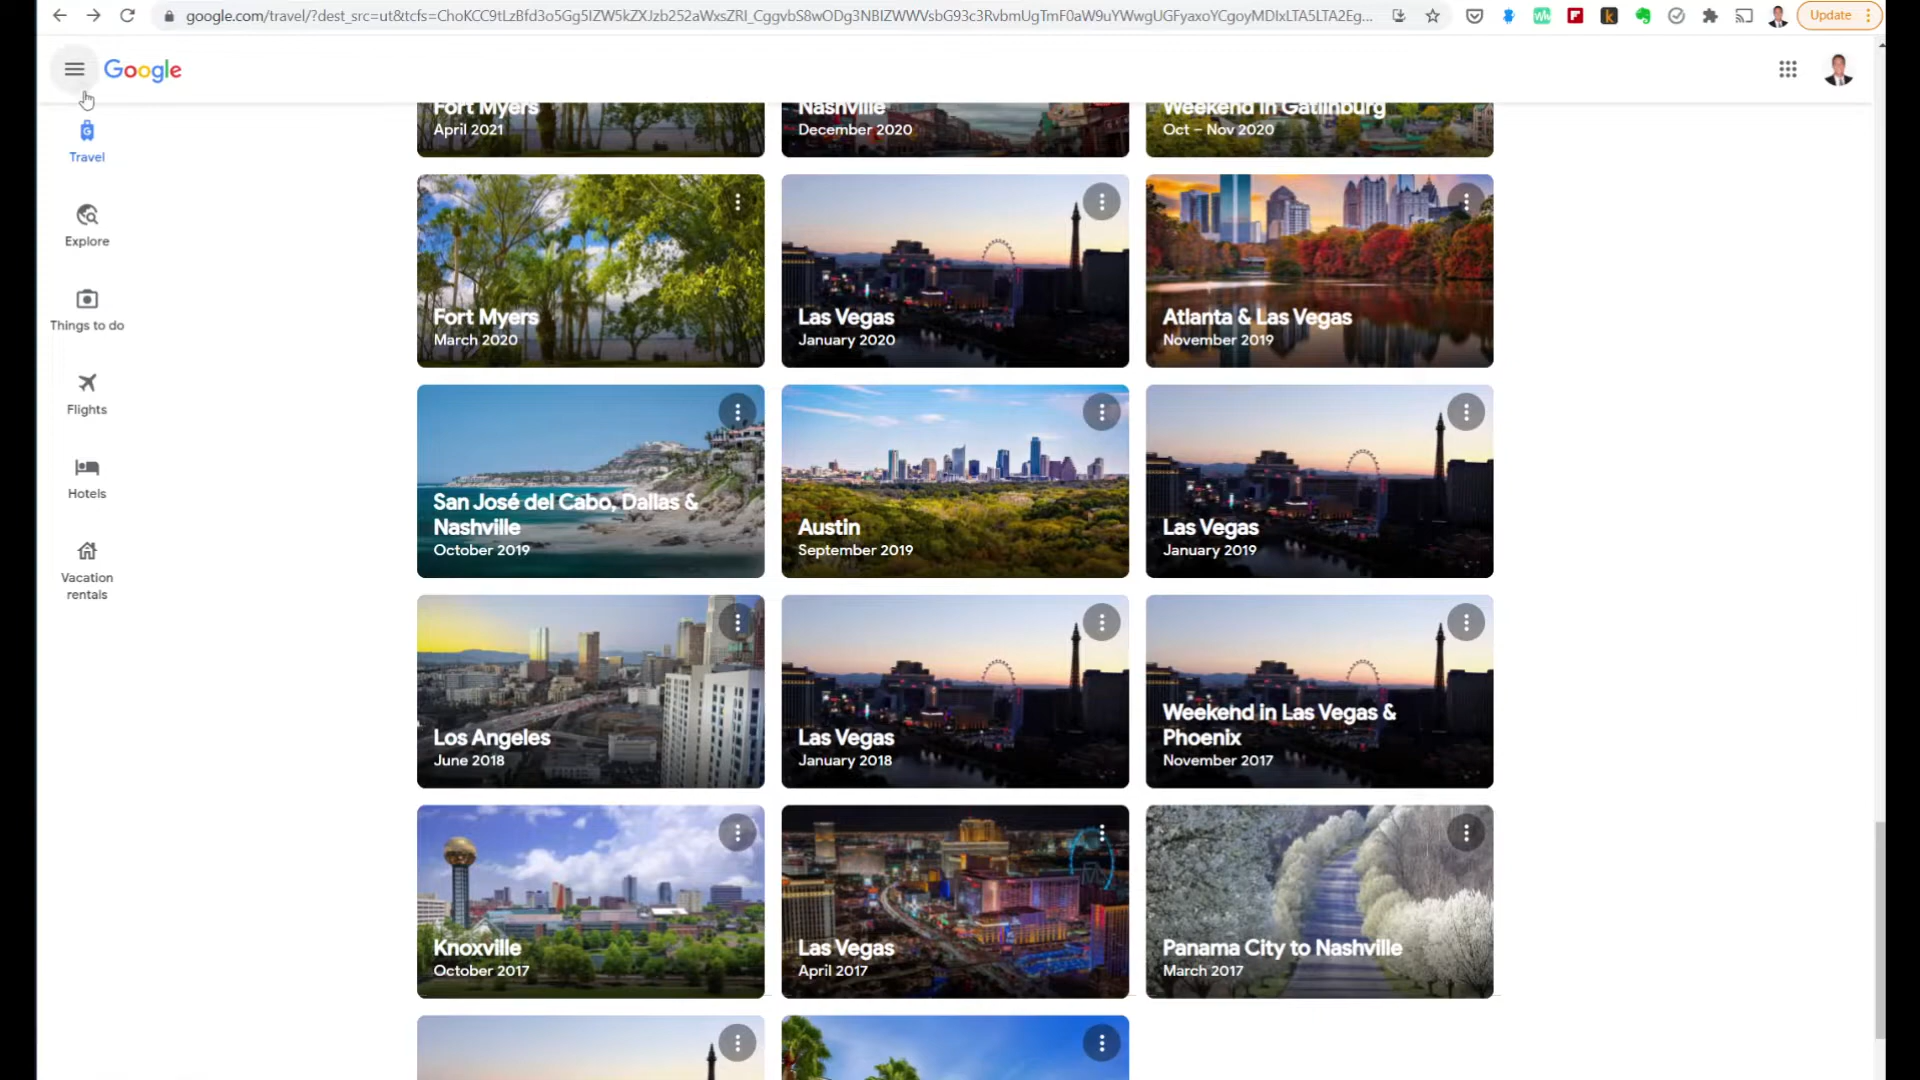 google.com/travel/?dest_src=ut&tcfs=ChoKCC9tLzBfd3o5Gg5IZW5kZXJzb252aWxsZRI_CggvbS8wODg3NBIZWWVsbG93c3RvbmUgTmF0aW9uYWwgUGFyaxoYCgoyMDIxLTA5LTA2Eg...
Update
Google
Travel
Explore
Things to do
Flights
Hotels
Vacation
rentals
Fort Myers
April 2021
Nashville
December 2020
Weekend in Gatlinburg
Oct – Nov 2020
Fort Myers
March 2020
Las Vegas
January 2020
Atlanta & Las Vegas
November 2019
San José del Cabo, Dallas &
Nashville
October 2019
Austin
September 2019
Las Vegas
January 2019
Los Angeles
June 2018
Las Vegas
January 2018
Weekend in Las Vegas &
Phoenix
November 2017
Knoxville
October 2017
Las Vegas
April 2017
Panama City to Nashville
March 2017